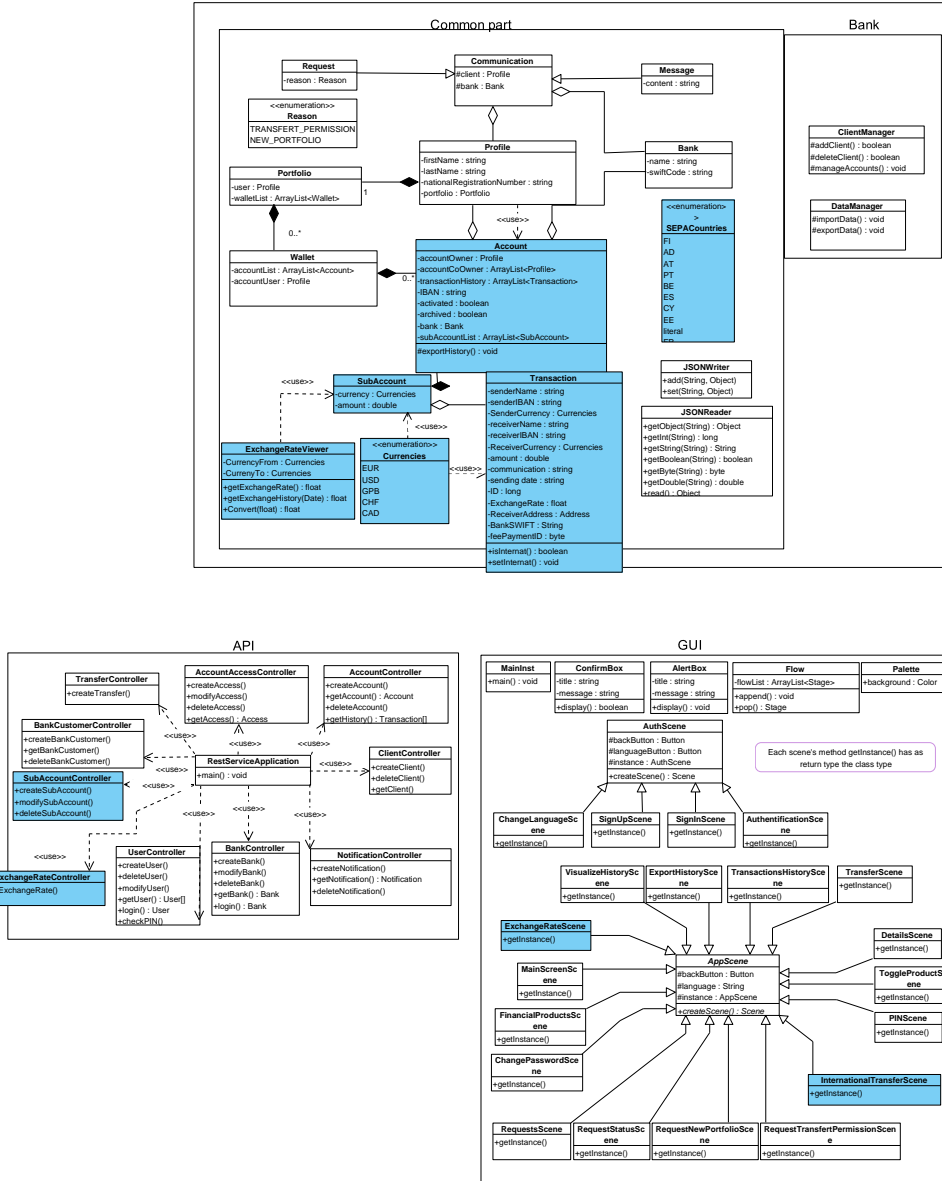 Common part
Bank
Request
-reason : Reason
Communication
#client : Profile
#bank : Bank
Message
-content : string
<<enumeration>>
Reason
TRANSFERT_PERMISSION
NEW_PORTFOLIO
Profile
-firstName : string
-lastName : string
-nationalRegistrationNumber : string
-portfolio : Portfolio
Bank
-name : string
-swiftCode : string
ClientManager
#addClient() : boolean
#deleteClient() : boolean
#manageAccounts() : void
DataManager
#importData() : void
#exportData() : void
Portfolio
-user : Profile
-walletList : ArrayList<Wallet>
1
0..*
<<use>>
Wallet
-accountList : ArrayList<Account>
-accountUser : Profile
0..*
Account
-accountOwner : Profile
-accountCoOwner : ArrayList<Profile>
-transactionHistory : ArrayList<Transaction>
-IBAN : string
-activated : boolean
-archived : boolean
-bank : Bank
-subAccountList : ArrayList<SubAccount>
#exportHistory() : void
<<enumeration>
>
SEPACountries
FI
AD
AT
PT
BE
ES
CY
EE
literal
JSONWriter
+add(String, Object)
+set(String, Object)
JSONReader
+getObject(String) : Object
+getInt(String) : long
+getString(String) : String
+getBoolean(String) : boolean
+getByte(String) : byte
+getDouble(String) : double
+read() : Object
<<use>>
SubAccount
-currency : Currencies
-amount : double
<<use>>
ExchangeRateViewer
-CurrencyFrom : Currencies
-CurrenyTo : Currencies
+getExchangeRate() : float
+getExchangeHistory(Date) : float
+Convert(float) : float
<<enumeration>>
Currencies
EUR
USD
GPB
CHF
CAD
<<use>>
Transaction
-senderName : string
-senderIBAN : string
-SenderCurrency : Currencies
-receiverName : string
-receiverIBAN : string
-ReceiverCurrency : Currencies
-amount : double
-communication : string
-sending date : string
-ID : long
-ExchangeRate : float
-ReceiverAddress : Address
-BankSWIFT : String
-feePaymentID : byte
+isInternat() : boolean
+setInternat() : void
API
TransferController
+createTransfer()
AccountAccessController
+createAccess()
+modifyAccess()
+deleteAccess()
+getAccess() : Access
AccountController
+createAccount()
+getAccount() : Account
+deleteAccount()
+getHistory() : Transaction[]
BankCustomerController
+createBankCustomer()
+getBankCustomer()
+deleteBankCustomer()
<<use>>
<<use>>
<<use>>
RestServiceApplication
+main() : void
ClientController
+createClient()
+deleteClient()
+getClient()
<<use>>
<<use>>
<<use>>
SubAccountController
+createSubAccount()
+modifySubAccount()
+deleteSubAccount()
<<use>>
<<use>>
<<use>>
<<use>>
xchangeRateController
ExchangeRate()
UserController
+createUser()
+deleteUser()
+modifyUser()
+getUser() : User[]
+login() : User
+checkPIN()
BankController
+createBank()
+modifyBank()
+deleteBank()
+getBank() : Bank
+login() : Bank
NotificationController
+createNotification()
+getNotification() : Notification
+deleteNotification()
GUI
MainInst
+main() : void
ConfirmBox
-title : string
-message : string
+display() : boolean
AlertBox
-title : string
-message : string
+display() : void
Flow
-flowList : ArrayList<Stage>
+append() : void
+pop() : Stage
Palette
+background : Color
AuthScene
#backButton : Button
#languageButton : Button
#instance : AuthScene
+createScene() : Scene
Each scene's method getInstance() has as
return type the class type
ChangeLanguageSc
ene
+getInstance()
SignUpScene
+getInstance()
SignInScene
+getInstance()
AuthentificationSce
ne
+getInstance()
VisualizeHistorySc
ene
+getInstance()
ExportHistorySce
ne
+getInstance()
TransactionsHistorySce
ne
+getInstance()
TransferScene
+getInstance()
ExchangeRateScene
+getInstance()
MainScreenSc
ene
+getInstance()
AppScene
#backButton : Button
#language : String
#instance : AppScene
+createScene() : Scene
DetailsScene
+getInstance()
ToggleProductS
ene
+getInstance()
PINScene
+getInstance()
FinancialProductsSc
ene
+getInstance()
ChangePasswordSce
ne
+getInstance()
InternationalTransferScene
+getInstance()
RequestsScene
+getInstance()
RequestStatusSc
ene
+getInstance()
RequestNewPortfolioSce
ne
+getInstance()
RequestTransfertPermissionScen
e
+getInstance()